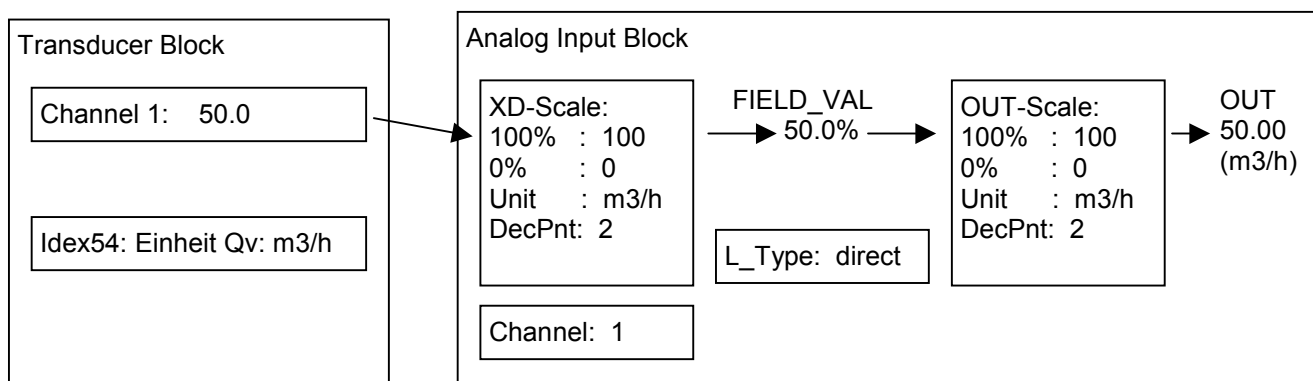 Transducer Block
Channel 1: 50.0
Idex54: Einheit Qv: m3/h
Analog Input Block
XD-Scale:
100% : 100
0% : 0
Unit : m3/h
DecPnt: 2
Channel: 1
FIELD_VAL
50.0%
L_Type: direct
OUT-Scale:
100% : 100
0% : 0
Unit : m3/h
DecPnt: 2
OUT
50.00
(m3/h)